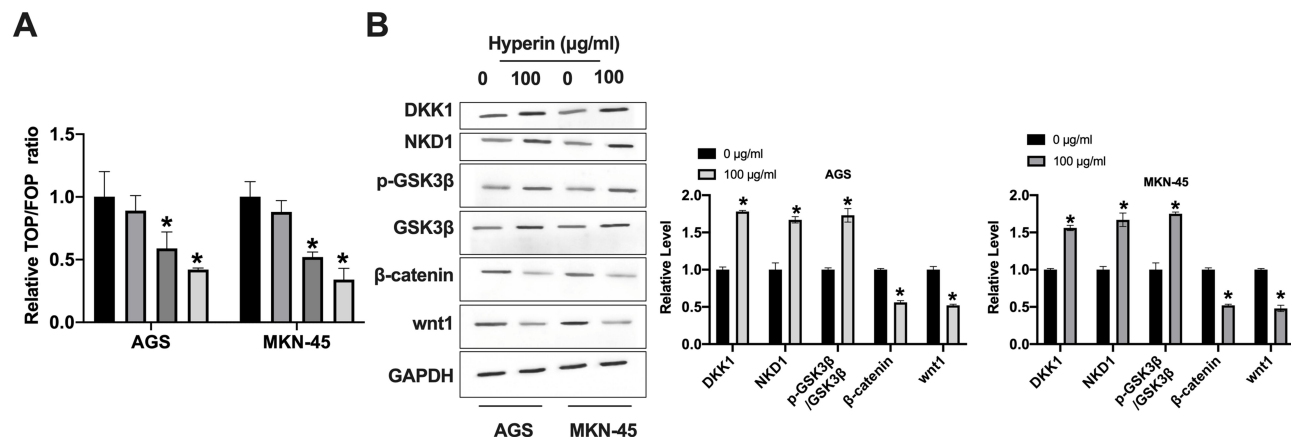 A
Relative TOP/FOP ratio
1.5
1.0
0.5
0.0
* *
* *
AGS MKN-45
B
Hyperin (μg/ml)
0 100 0 100
DKK1
NKD1
p-GSK3β
GSK3β
β-catenin
wnt1
GAPDH
AGS MKN-45
0 μg/ml
100 μg/ml
AGS
Relative Level
2.0
1.5
1.0
0.5
0.0
* * * * *
DKK1
NKD1
p-GSK3β
/GSK3β
β-catenin
wnt1
0 μg/ml
100 μg/ml
MKN-45
Relative Level
2.0
1.5
1.0
0.5
0.0
* * * * *
DKK1
NKD1
p-GSK3β
/GSK3β
β-catenin
wnt1